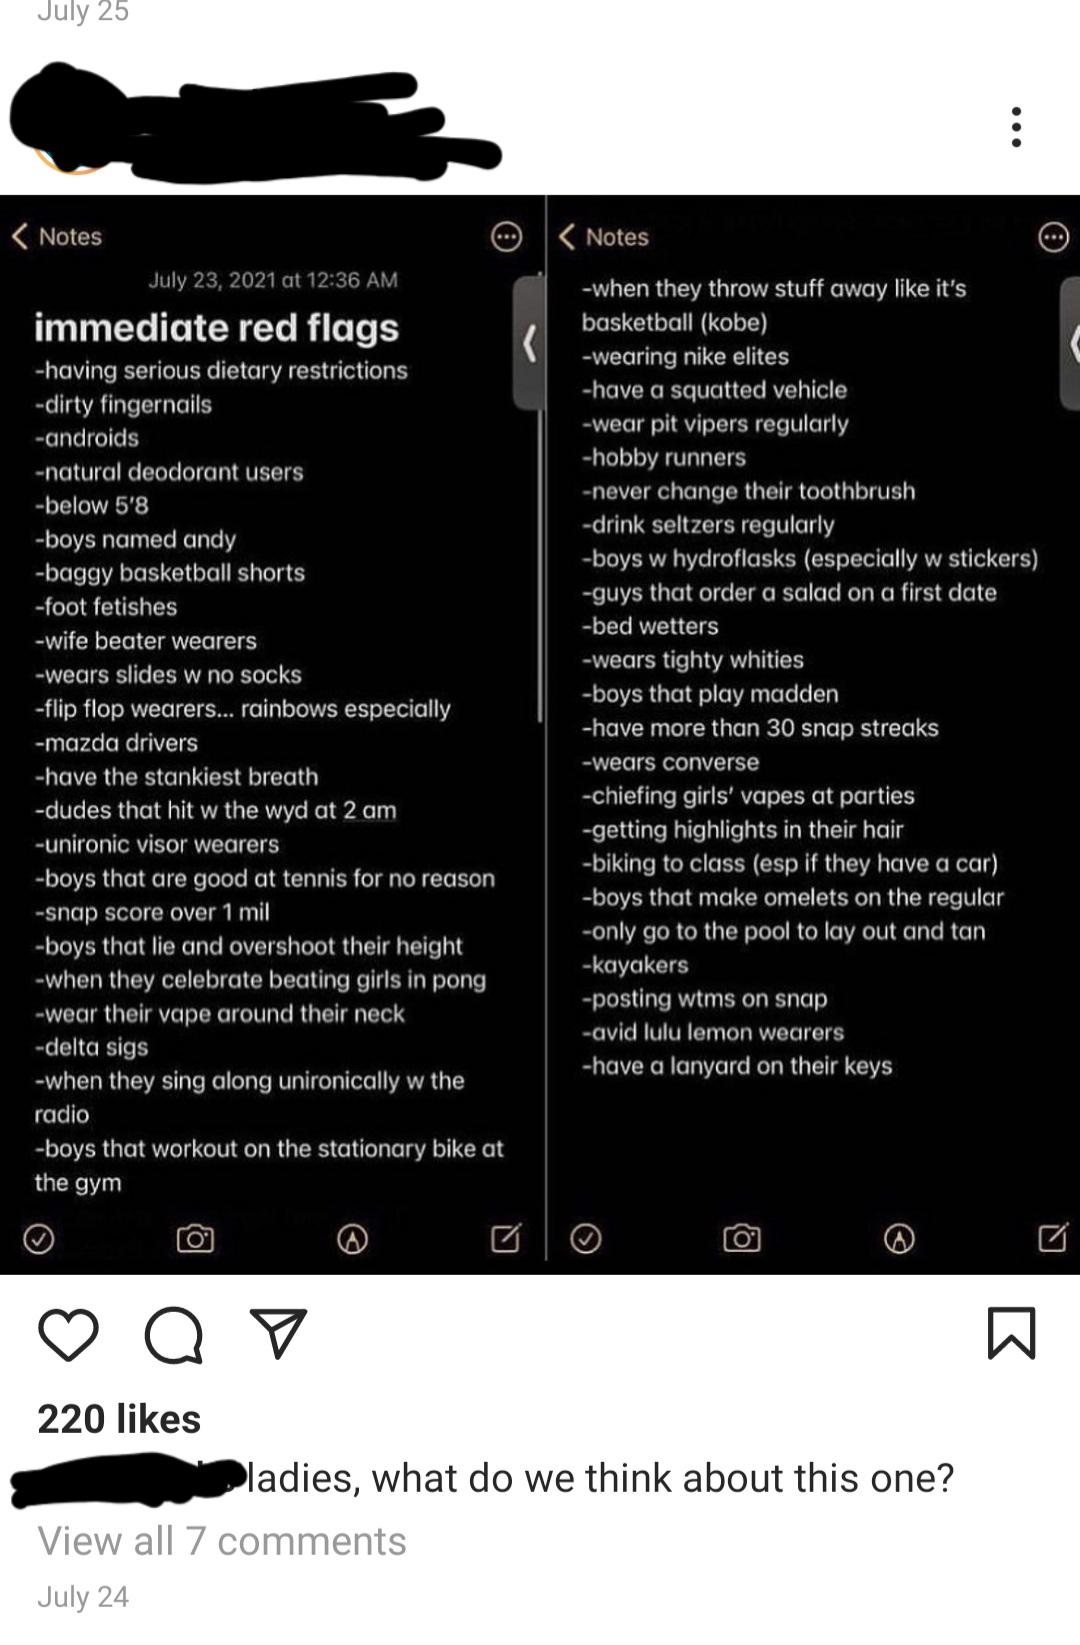 July 25
Notes
July 23, 2021 at 12:36 AM
immediate red flags
-having serious dietary restrictions
-dirty fingernails
-androids
-natural deodorant users
-below 5'8
-boys named andy
-baggy basketball shorts
-foot fetishes
-wife beater wearers
-wears slides w no socks
-flip flop wearers... rainbows especially
-mazda drivers
-have the stankiest breath
-dudes that hit w the wyd at 2 am
-unironic visor wearers
-boys that are good at tennis for no reason
-snap score over 1 mil
-boys that lie and overshoot their height
-when they celebrate beating girls in pong
-wear their vape around their neck
-delta sigs
-when they sing along unironically w the
radio
-boys that workout on the stationary bike at
the gym
Notes
-when they throw stuff away like it's
basketball (kobe)
-wearing nike elites
-have a squatted vehicle
-wear pit vipers regularly
-hobby runners
-never change their toothbrush
-drink seltzers regularly
-boys w hydroflasks (especially w stickers)
-guys that order a salad on a first date
-bed wetters
-wears tighty whities
-boys that play madden
-have more than 30 snap streaks
-wears converse
-chiefing girls' vapes at parties
-getting highlights in their hair
-biking to class (esp if they have a car)
-boys that make omelets on the regular
-only go to the pool to lay out and tan
-kayakers
-posting wtms on snap
-avid lulu lemon wearers
-have a lanyard on their keys
220 likes
ladies, what do we think about this one?
View all 7 comments
July 24